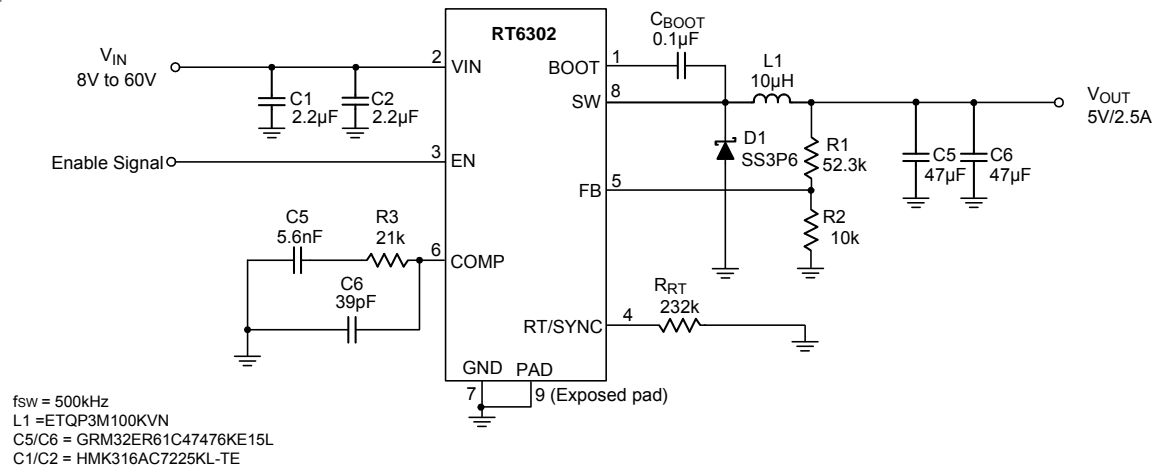 RT6302
VIN
8V to 60V
C1
2.2µF
C2
2.2µF
2
VIN
BOOT
1
CBOOT
0.1µF
SW
8
L1
10µH
VOUT
5V/2.5A
Enable Signal
3
EN
D1
SS3P6
R1
52.3k
C5
47µF
C6
47µF
FB
5
R2
10k
C5
5.6nF
R3
21k
6
COMP
C6
39pF
RRT
232k
RT/SYNC
4
GND
PAD
7
9 (Exposed pad)
fSW = 500kHz
L1 =ETQP3M100KVN
C5/C6 = GRM32ER61C47476KE15L
C1/C2 = HMK316AC7225KL-TE